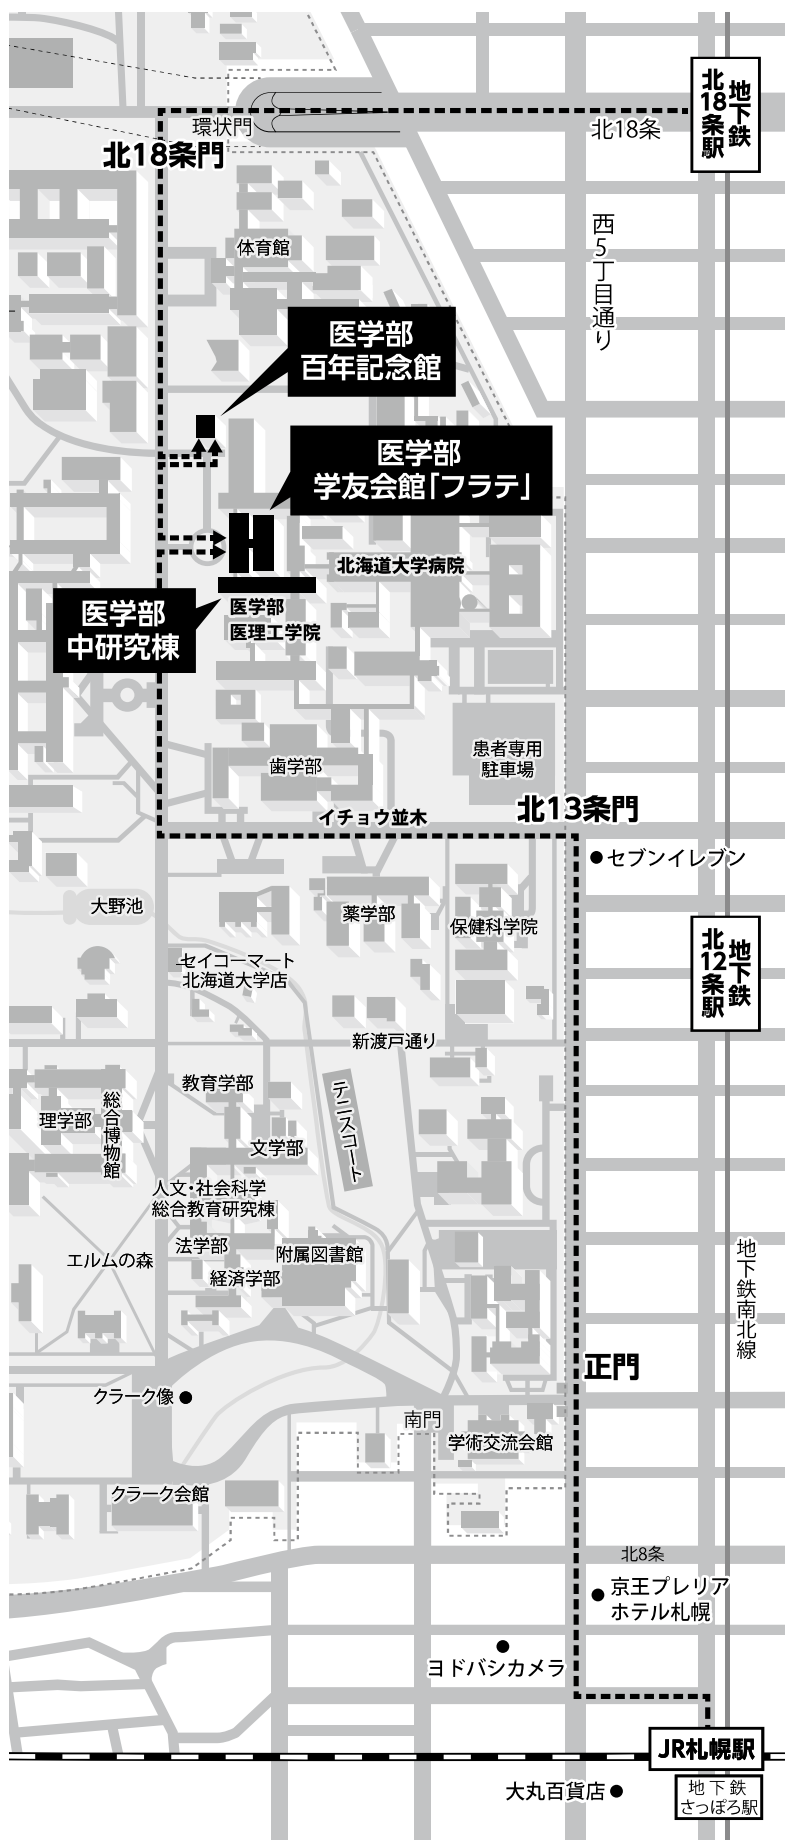 地下鉄
北18条駅
環状門
北18条
北18条門
西5丁目通り
体育館
医学部
百年記念館
医学部
学友会館「フラテ」
北海道大学病院
医学部
中研究棟
医学部
医理工学院
患者専用
駐車場
歯学部
北13条門
イチョウ並木
セブンイレブン
大野池
薬学部
保健科学院
地下鉄
北12条駅
セイコーマート
北海道大学店
新渡戸通り
教育学部
テニスコート
理学部
総合博物館
文学部
人文・社会科学
総合教育研究棟
法学部
附属図書館
エルムの森
経済学部
地下鉄南北線
正門
クラーク像
南門
学術交流会館
クラーク会館
北8条
京王プレリア
ホテル札幌
ヨドバシカメラ
JR札幌駅
大丸百貨店
地下鉄
さっぽろ駅